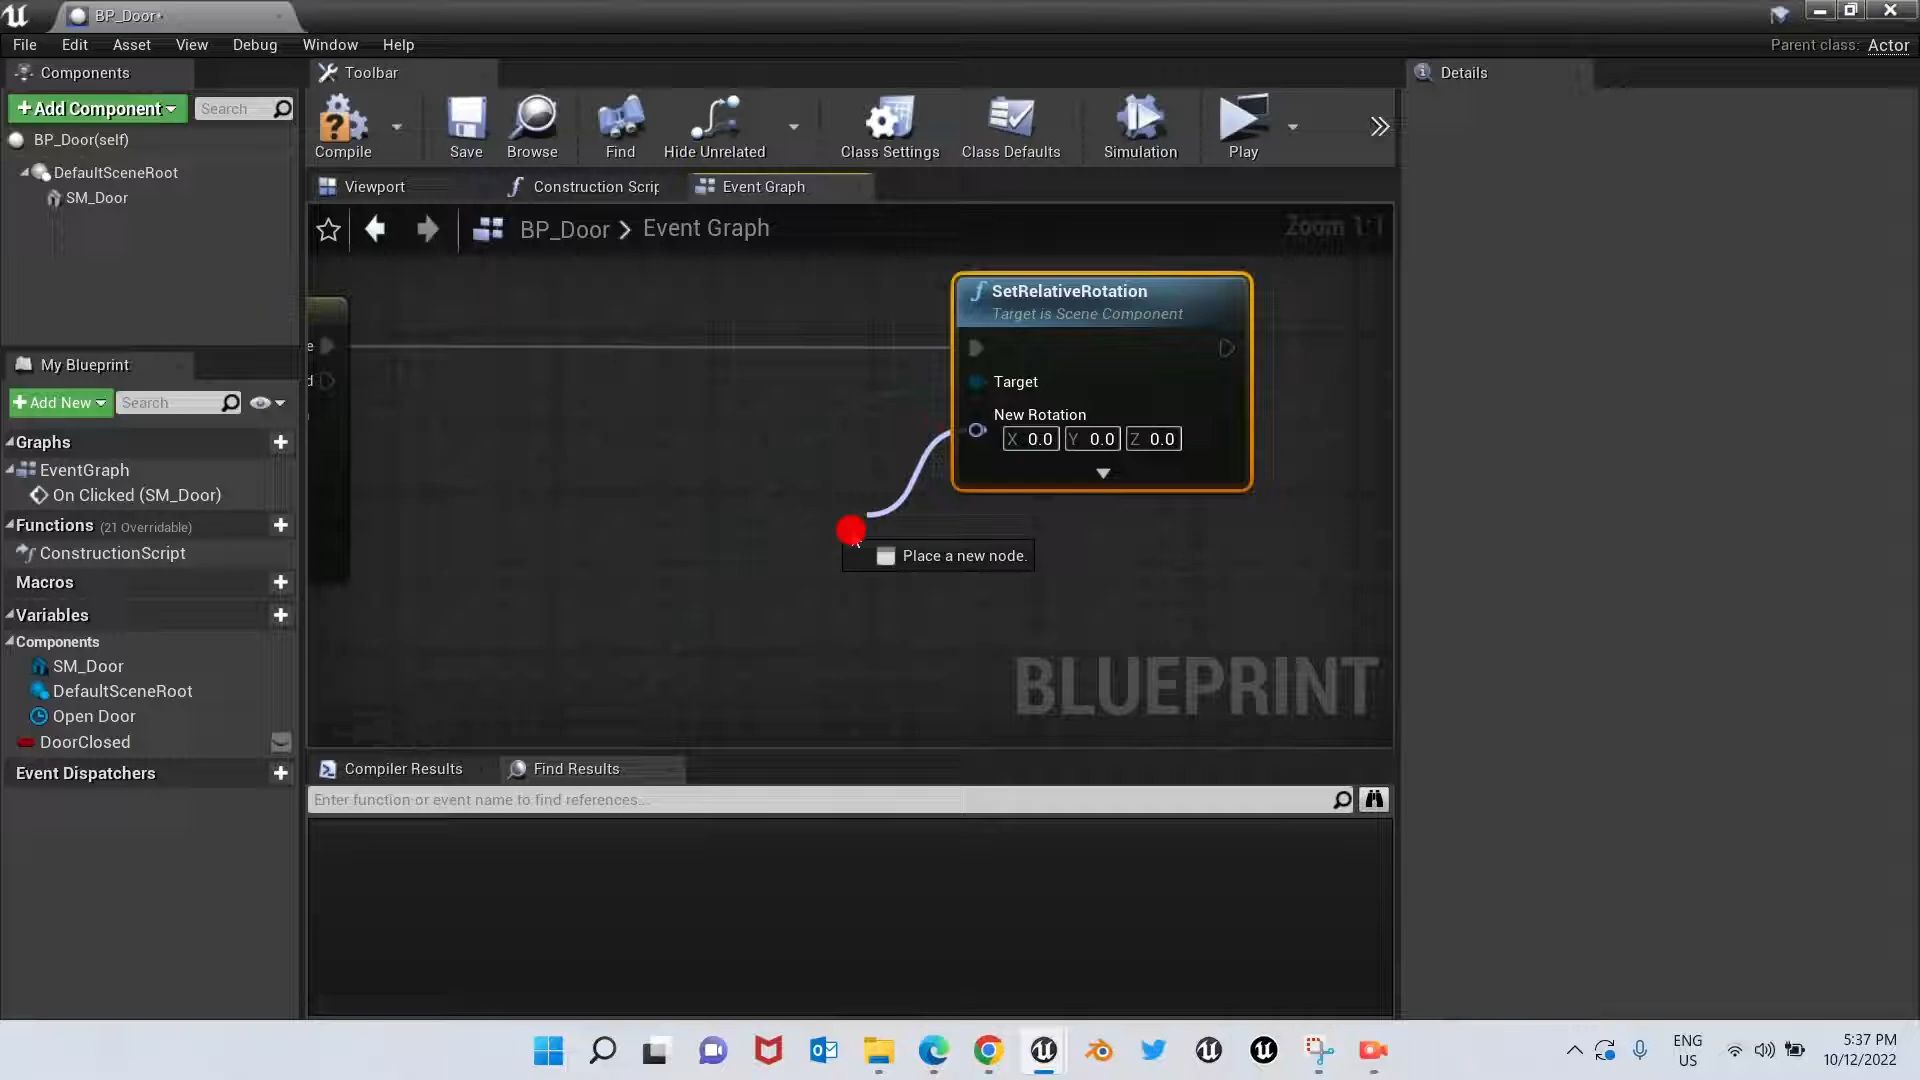 BP_Door*
File Edit Asset View Debug Window Help
Parent class: Actor
Components
Toolbar
Details
+Add Component
Search
BP_Door(self)
DefaultSceneRoot
SM_Door
Compile
Save
Browse
Find
Hide Unrelated
Class Settings
Class Defaults
Simulation
Play
Viewport
Construction Scrip
Event Graph
BP_Door > Event Graph
Zoom 1:1
SetRelativeRotation
Target is Scene Component
e
d
Target
New Rotation
X 0.0 Y 0.0 Z 0.0
Place a new node.
BLUEPRINT
My Blueprint
+Add New
Search
Graphs
EventGraph
On Clicked (SM_Door)
Functions (21 Overridable)
ConstructionScript
Macros
Variables
Components
SM_Door
DefaultSceneRoot
Open Door
DoorClosed
Event Dispatchers
Compiler Results
Find Results
Enter function or event name to find references...
ENG
US
5:37 PM
10/12/2022